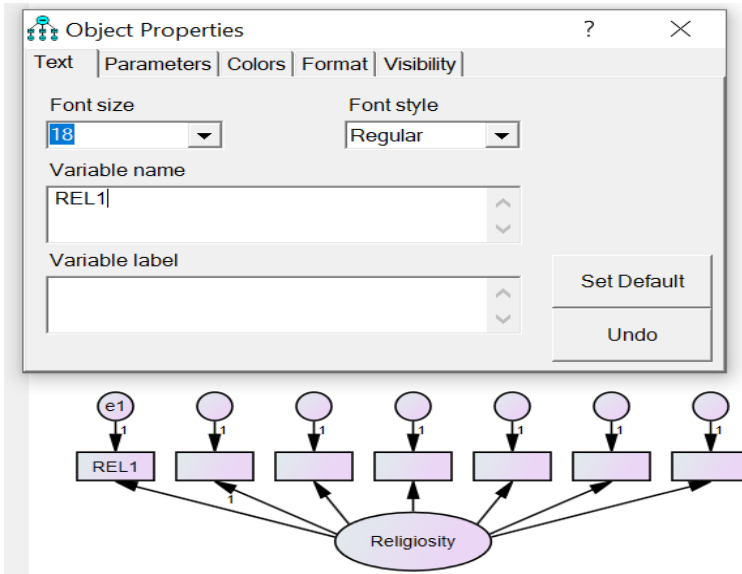 Object Properties ?
Text Parameters Colors Format Visibility
Font size Font style
18 Regular
Variable name
REL1
Variable label
Set Default
Undo
e1
1 1 1 1 1 1 1
REL1
1
Religiosity